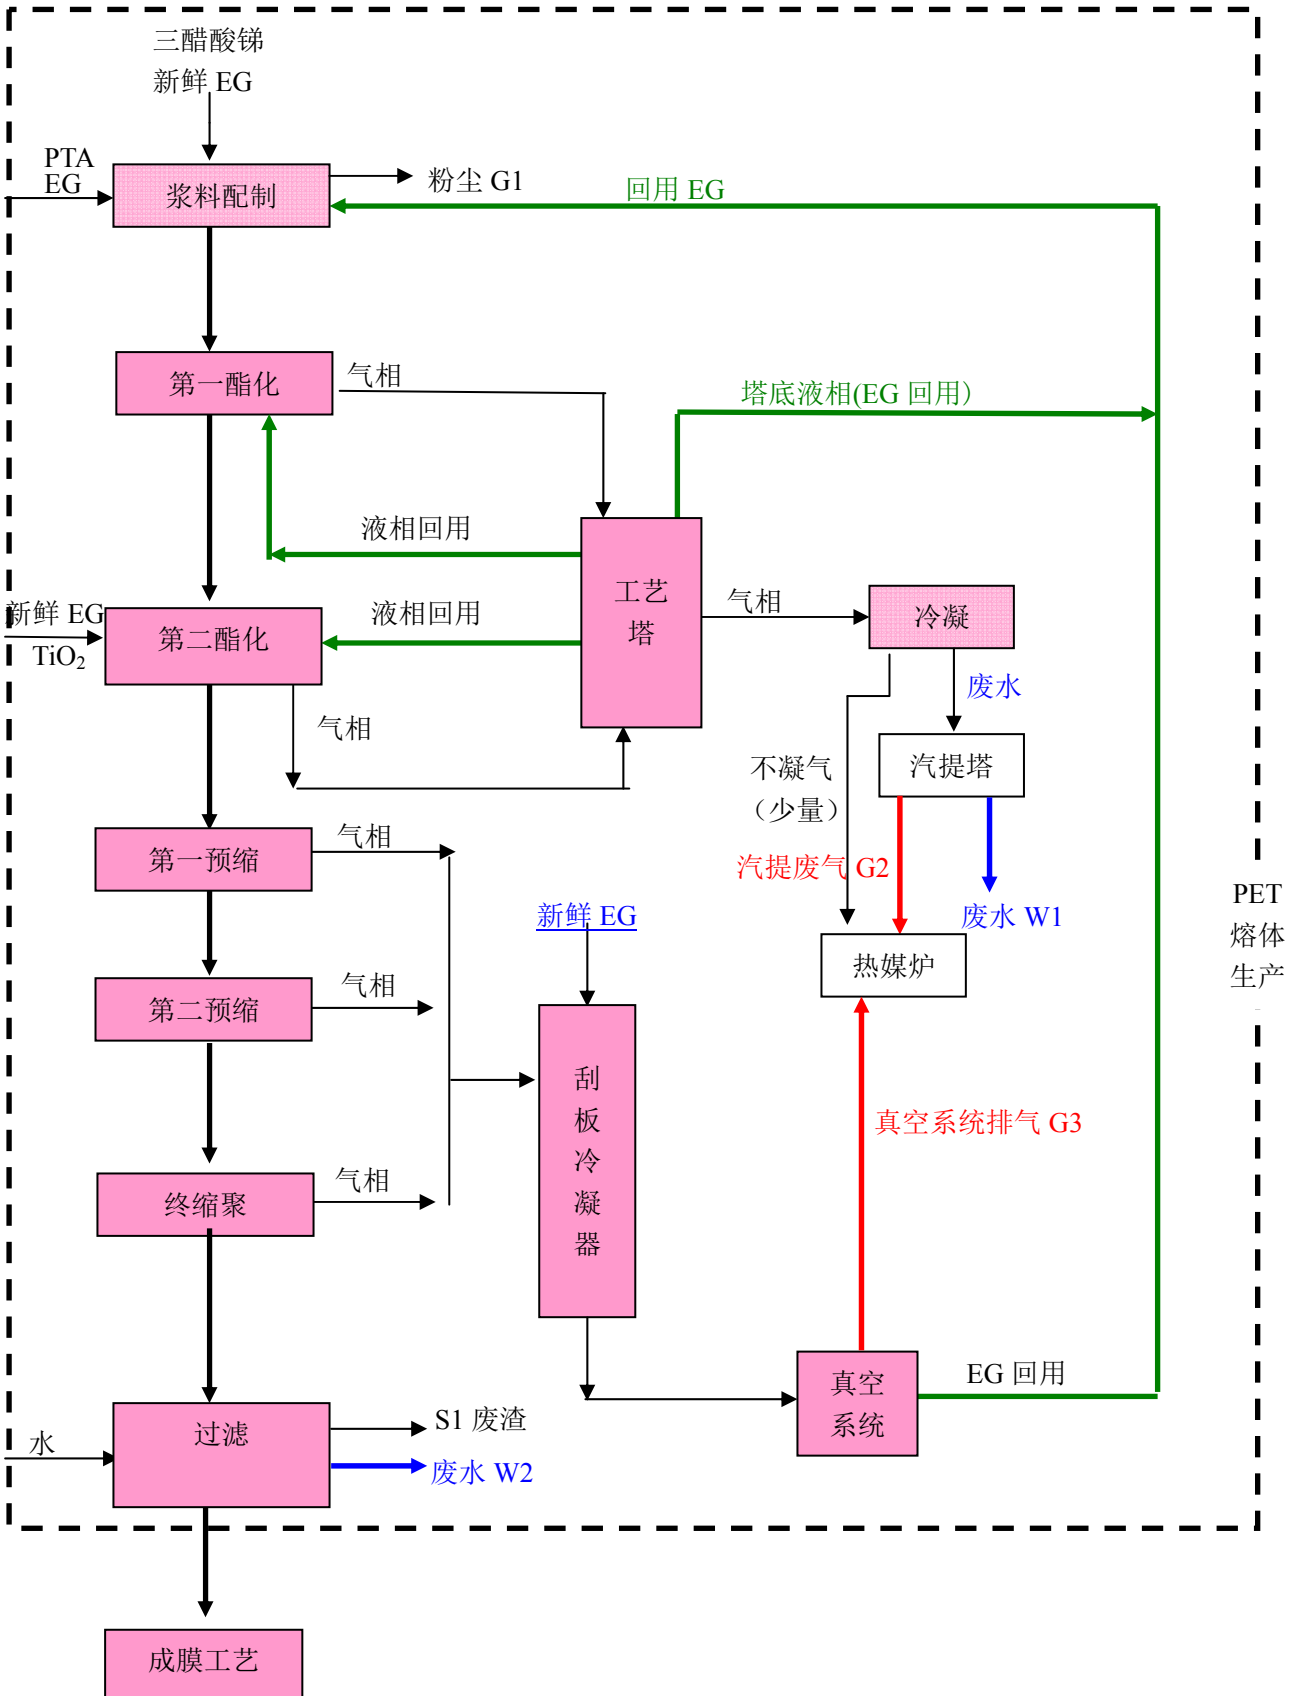 三醋酸锑
新鲜 EG
PTA
EG
浆料配制
粉尘 G1
回用 EG
第一酯化
气相
塔底液相(EG 回用）
液相回用
工艺
塔
气相
冷凝
新鲜 EG
TiO₂
第二酯化
液相回用
废水
气相
不凝气
（少量）
汽提塔
第一预缩
气相
汽提废气 G2
废水 W1
PET
熔体
生产
新鲜 EG
热媒炉
第二预缩
气相
刮
板
冷
凝
器
真空系统排气 G3
终缩聚
气相
真空
系统
EG 回用
水
过滤
S1 废渣
废水 W2
成膜工艺